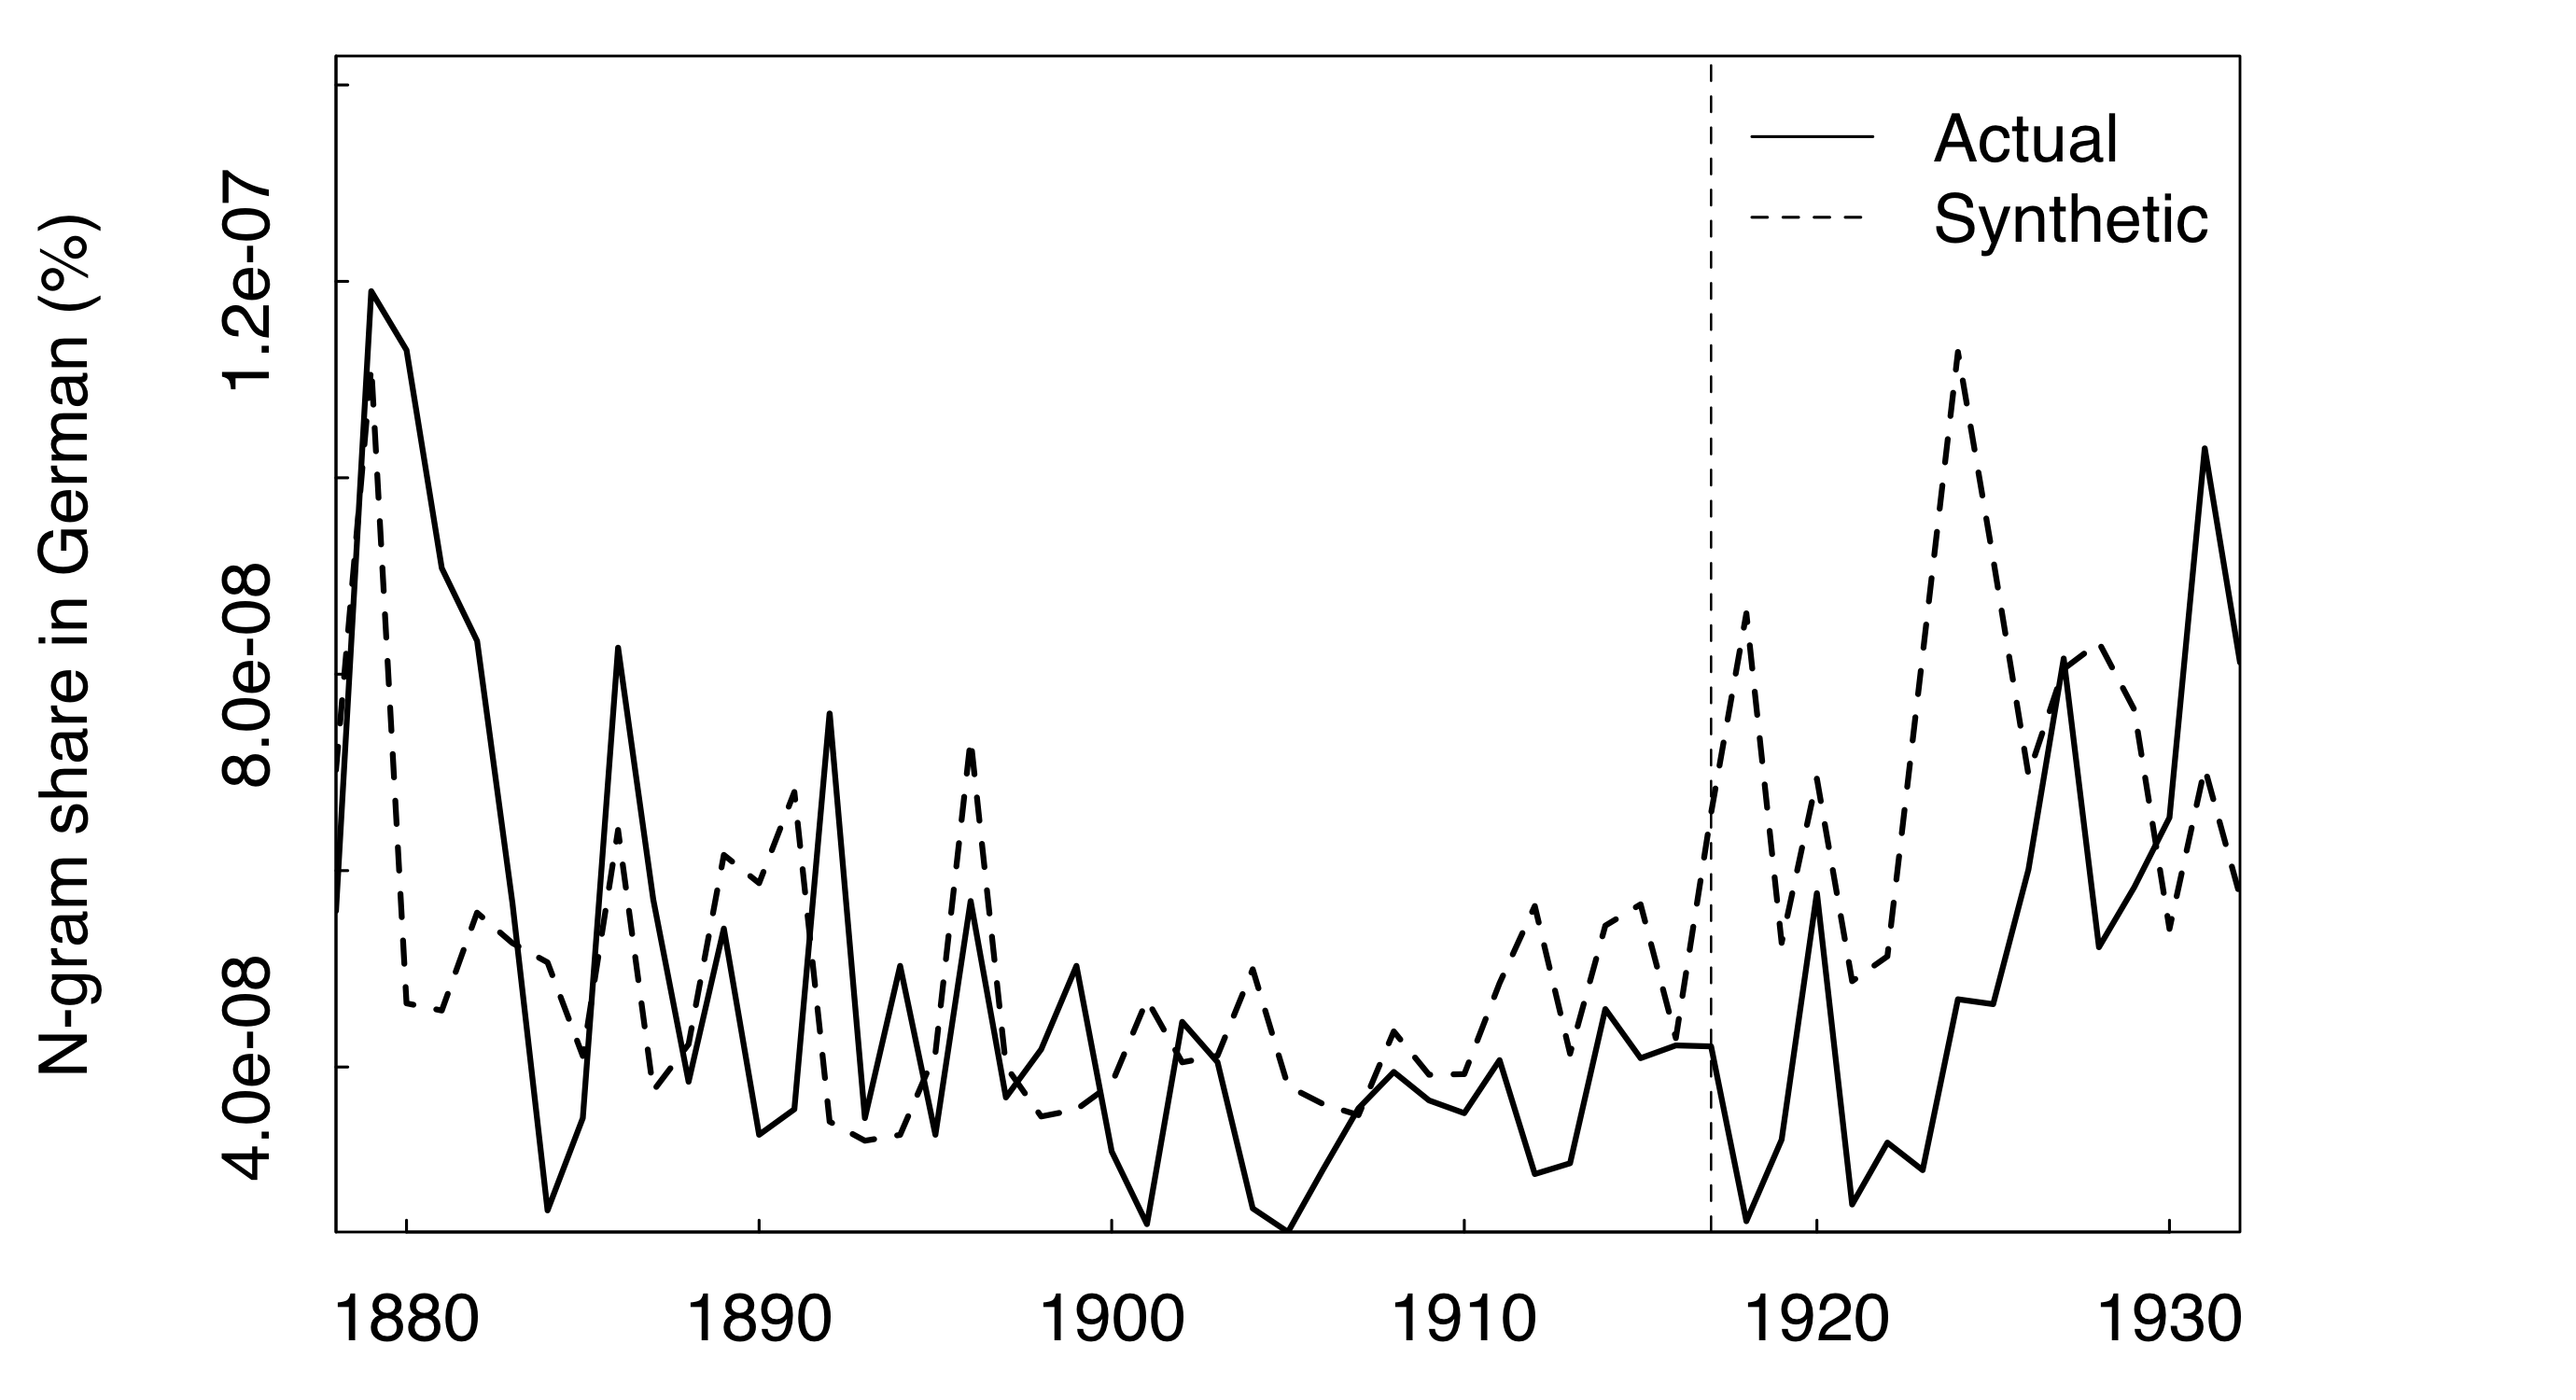 N-gram share in German (%)
1.2e-07
8.0e-08
4.0e-08
Actual
Synthetic
1880 1890 1900 1910 1920 1930